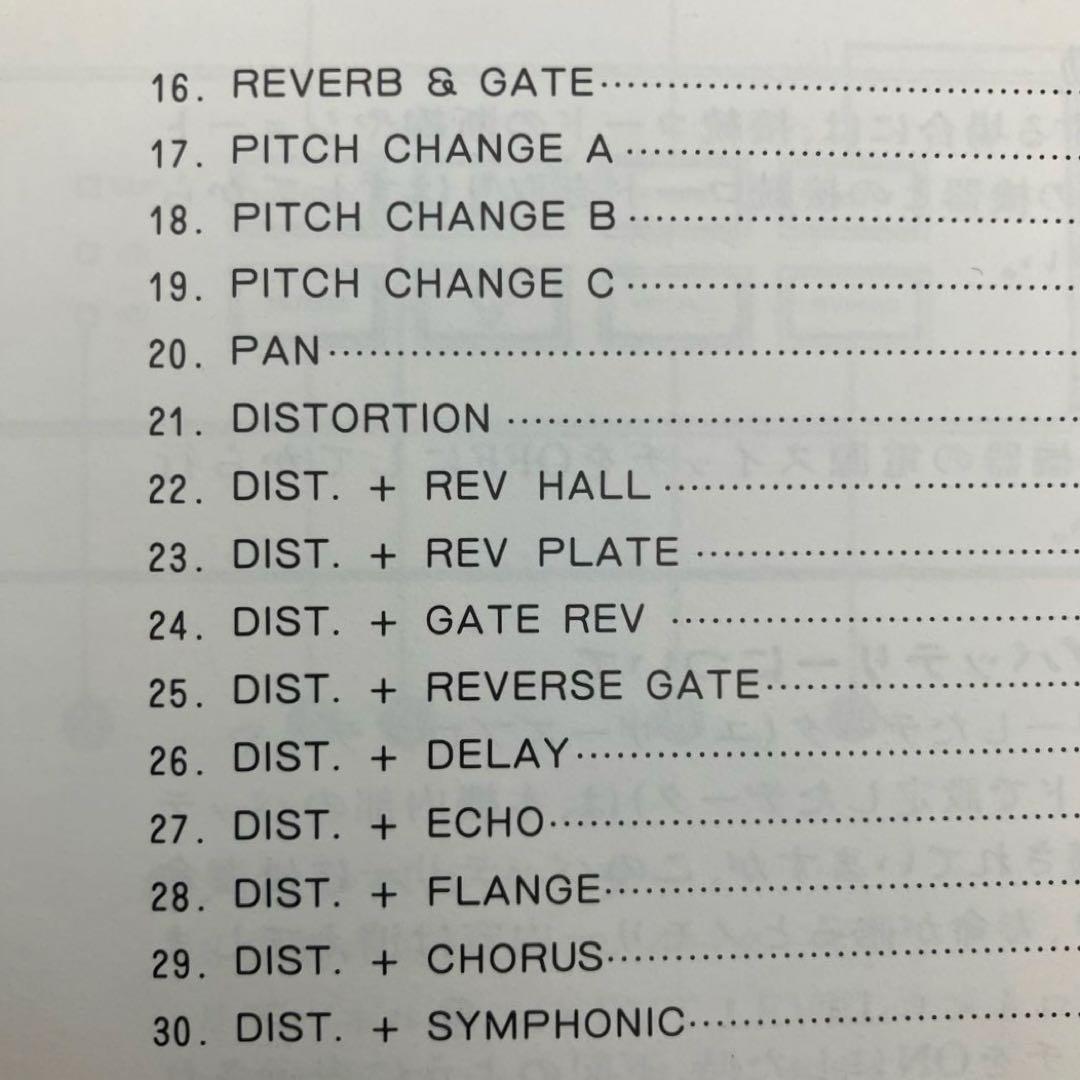 16. REVERB & GATE
17. PITCH CHANGE A
18. PITCH CHANGE B
19. PITCH CHANGE C
20. PAN
21. DISTORTION
22. DIST. + REV HALL
23. DIST. + REV PLATE
24. DIST. + GATE REV
25. DIST. + REVERSE GATE
26. DIST. + DELAY
27. DIST. + ECHO
28. DIST. + FLANGE
29. DIST. + CHORUS
30. DIST. + SYMPHONIC